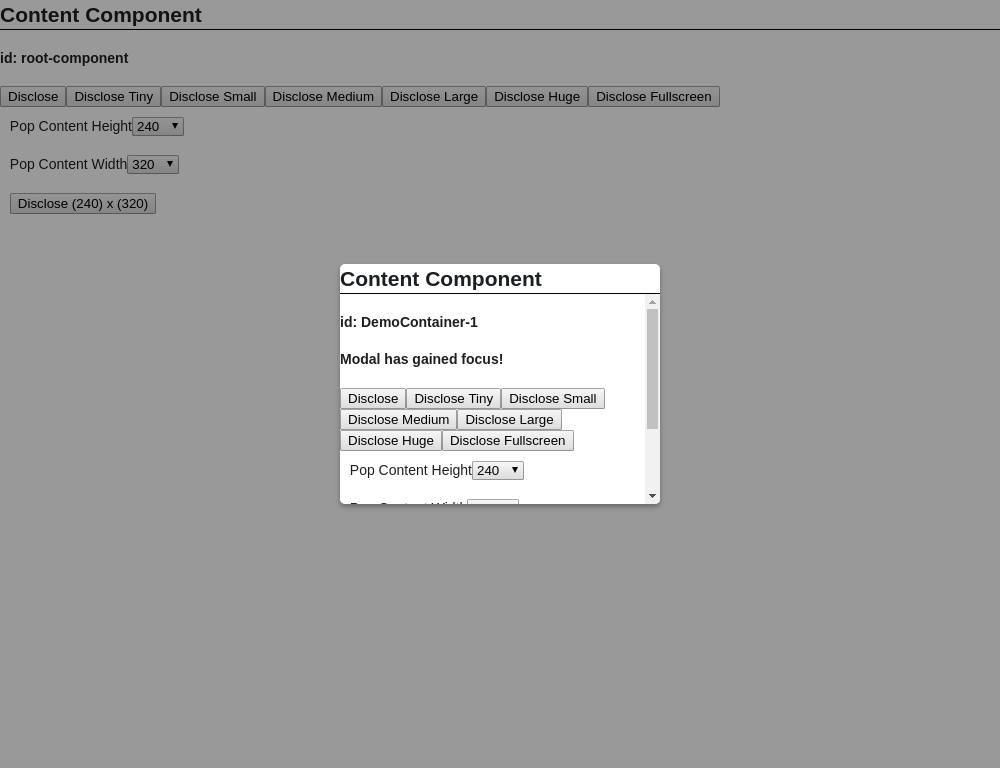 Content Component
id: root-component
Disclose Disclose Tiny Disclose Small Disclose Medium Disclose Large Disclose Huge Disclose Fullscreen
Pop Content Height 240
Pop Content Width 320
Disclose (240) x (320)
Content Component
id: DemoContainer-1
Modal has gained focus!
Disclose Disclose Tiny Disclose Small
Disclose Medium Disclose Large
Disclose Huge Disclose Fullscreen
Pop Content Height 240